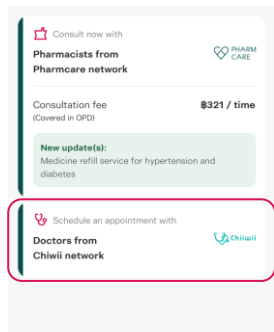 Consult now with
Pharmacists from
Pharmcare network
PHARM
CARE
Consultation fee
(Covered in OPD)
฿321 / time
New update(s):
Medicine refill service for hypertension and
diabetes
Schedule an appointment with
Doctors from
Chiwii network
Chiiwii